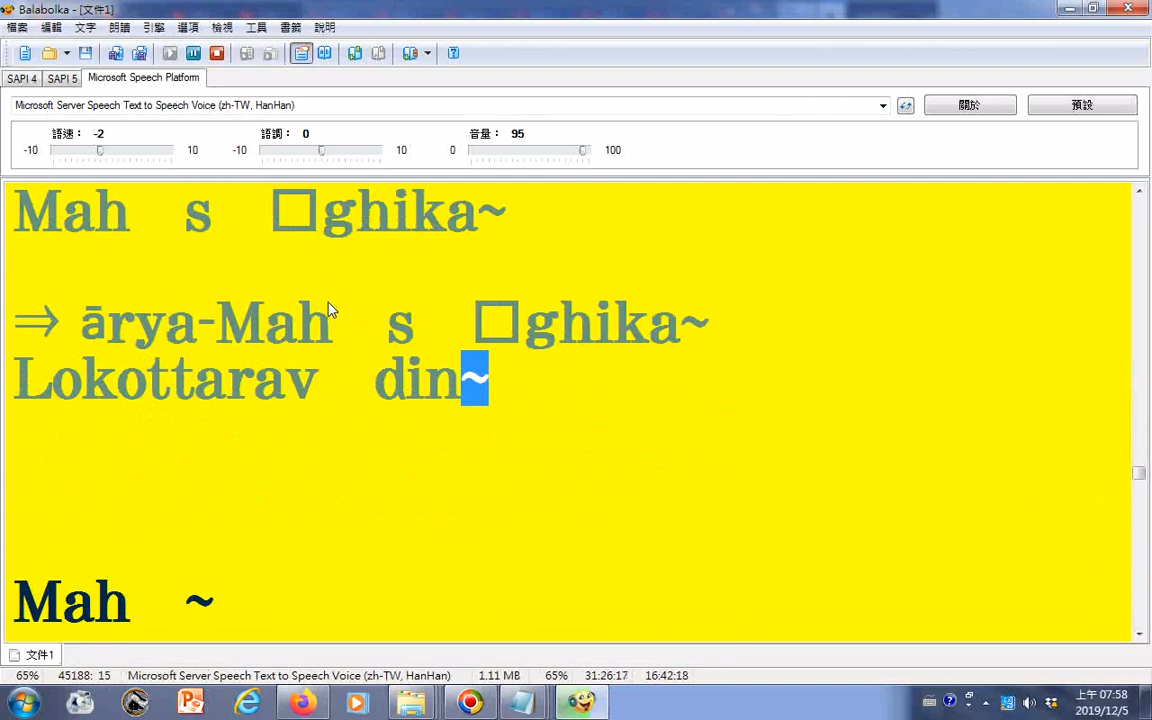 Balabolka - [文件1]
檔案 編輯 文字 朗讀 引擎 選項 檢視 工具 書籤 說明
SAPI 4 SAPI 5 Microsoft Speech Platform
Microsoft Server Speech Text to Speech Voice (zh-TW, HanHan) 關於 預設
語速： -2 語調： 0 音量： 95
-10 10 -10 10 0 100
Mah s □ghika~
⇒ ārya-Mah s □ghika~
Lokottarav din~
Mah ~
文件1
65% 45188: 15 Microsoft Server Speech Text to Speech Voice (zh-TW, HanHan) 1.11 MB 65% 31:26:17 16:42:18
上午 07:58
2019/12/5